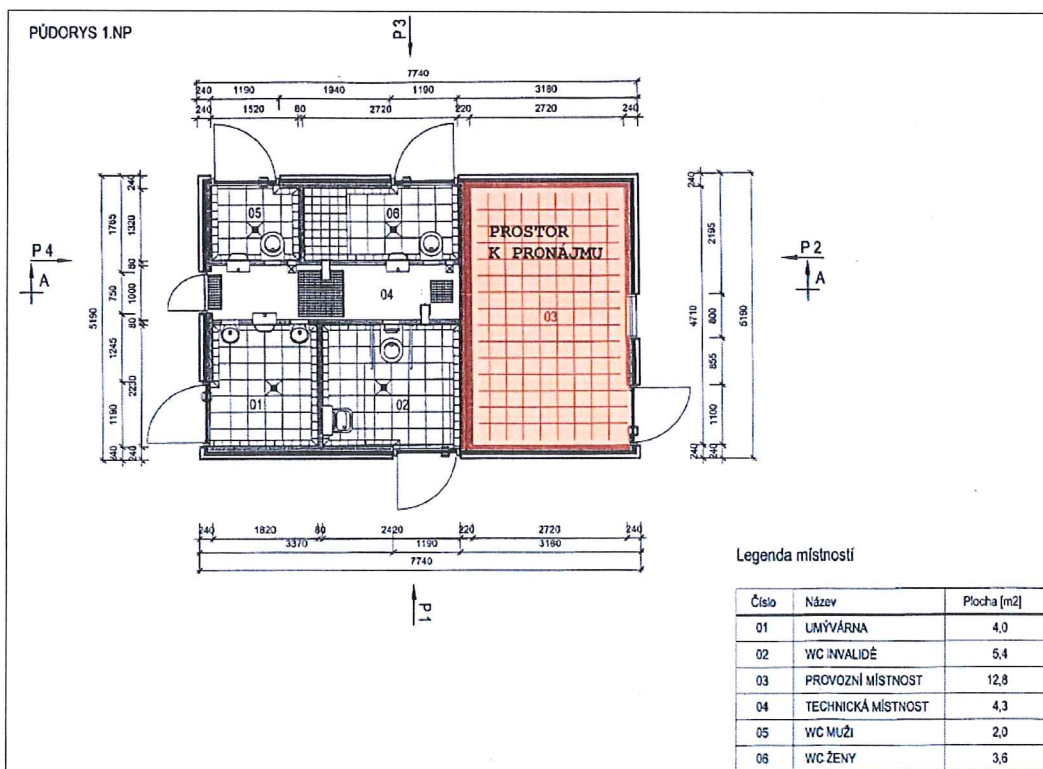 PŮDORYS 1.NP
P3
7740
240 1190 1940 1190 3180
240 1520 80 2720 220 2720 240
05
06
PROSTOR
K PRONÁJMU
P 4
A
P 2
A
04
03
01
02
5190
1765 750 1245 1190 240
240 1320 80 1000 80 2230 240
240 4710 240
2195 800 855 1100 240
5190
240 1820 80 2420 220 2720 240
3370 1190 3180
7740
P1
Legenda místností
Číslo Název Plocha [m2]
01 UMÝVÁRNA 4,0
02 WC INVALIDÉ 5,4
03 PROVOZNÍ MÍSTNOST 12,8
04 TECHNICKÁ MÍSTNOST 4,3
05 WC MUŽI 2,0
06 WC ŽENY 3,6